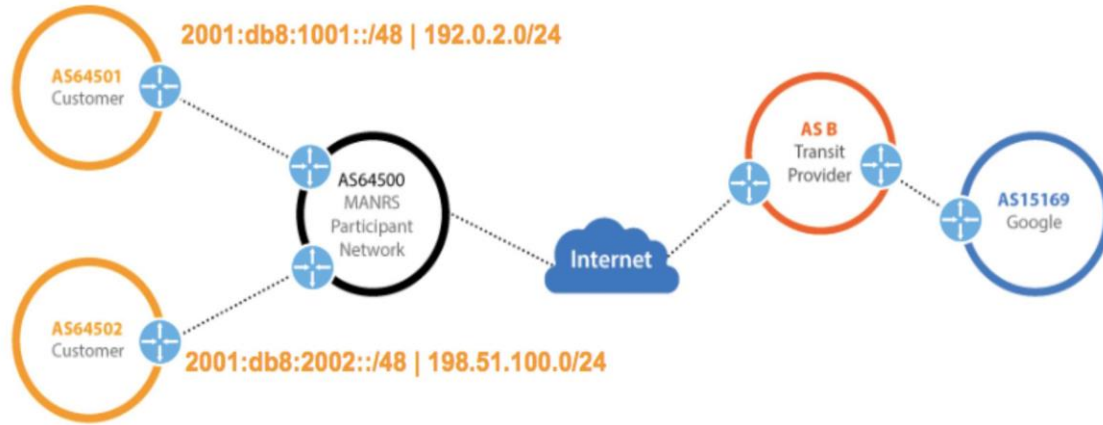 2001:db8:1001::/48 | 192.0.2.0/24
AS64501
Customer
AS64500
MANRS
Participant
Network
AS64502
Customer
2001:db8:2002::/48 | 198.51.100.0/24
Internet
AS B
Transit
Provider
AS15169
Google